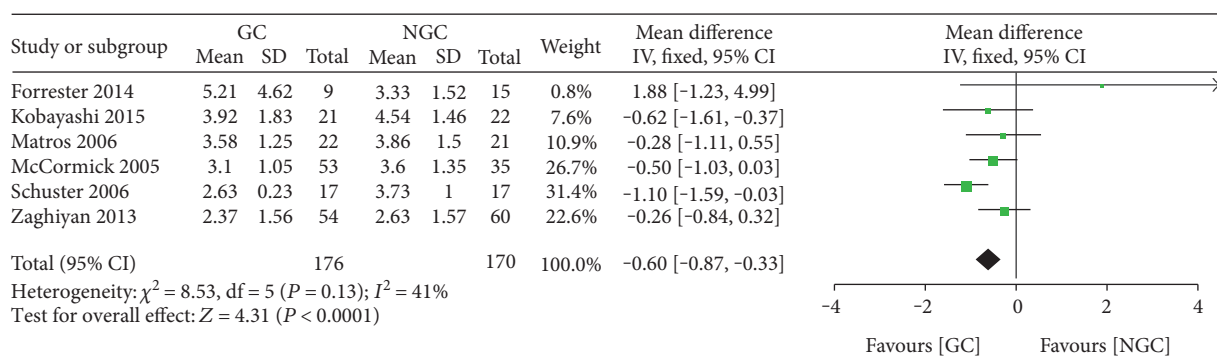 Study or subgroup GC NGC Weight Mean difference Mean difference
Mean SD Total Mean SD Total IV, fixed, 95% CI IV, fixed, 95% CI
Forrester 2014 5.21 4.62 9 3.33 1.52 15 0.8% 1.88 [−1.23, 4.99]
Kobayashi 2015 3.92 1.83 21 4.54 1.46 22 7.6% −0.62 [−1.61, −0.37]
Matros 2006 3.58 1.25 22 3.86 1.5 21 10.9% −0.28 [−1.11, 0.55]
McCormick 2005 3.1 1.05 53 3.6 1.35 35 26.7% −0.50 [−1.03, 0.03]
Schuster 2006 2.63 0.23 17 3.73 1 17 31.4% −1.10 [−1.59, −0.03]
Zaghiyan 2013 2.37 1.56 54 2.63 1.57 60 22.6% −0.26 [−0.84, 0.32]
Total (95% CI) 176 170 100.0% −0.60 [−0.87, −0.33]
Heterogeneity: χ² = 8.53, df = 5 (P = 0.13); I² = 41%
Test for overall effect: Z = 4.31 (P < 0.0001)
−4 −2 0 2 4
Favours [GC] Favours [NGC]